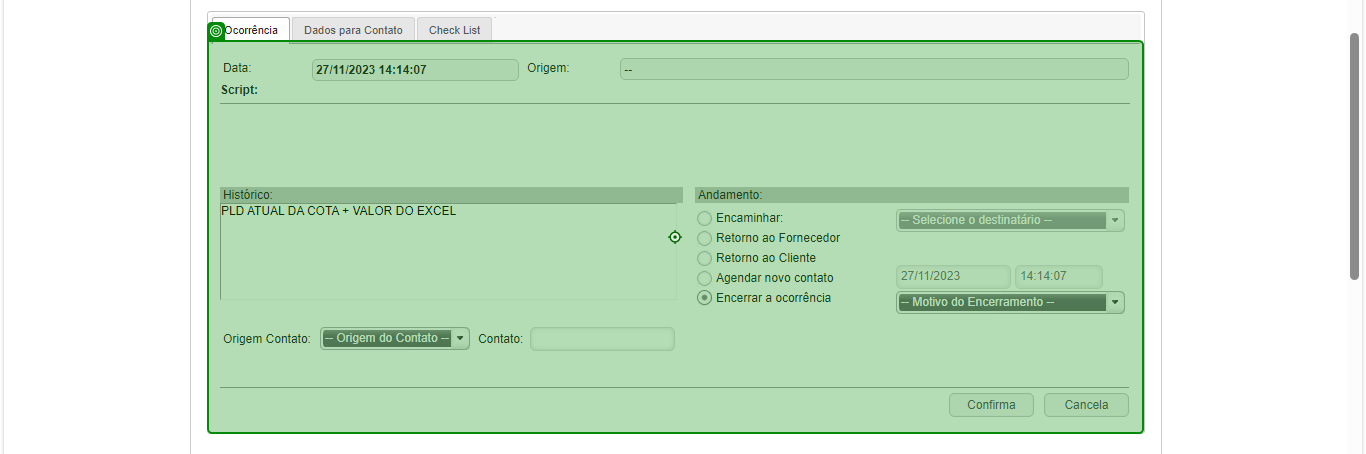 Ocorrência Dados para Contato Check List
Data: 27/11/2023 14:14:07 Origem: --
Script:
Histórico:
PLD ATUAL DA COTA + VALOR DO EXCEL
Andamento:
Encaminhar: -- Selecione o destinatário --
Retorno ao Fornecedor
Retorno ao Cliente
Agendar novo contato 27/11/2023 14:14:07
Encerrar a ocorrência -- Motivo do Encerramento --
Origem Contato: -- Origem do Contato -- Contato:
Confirma Cancela